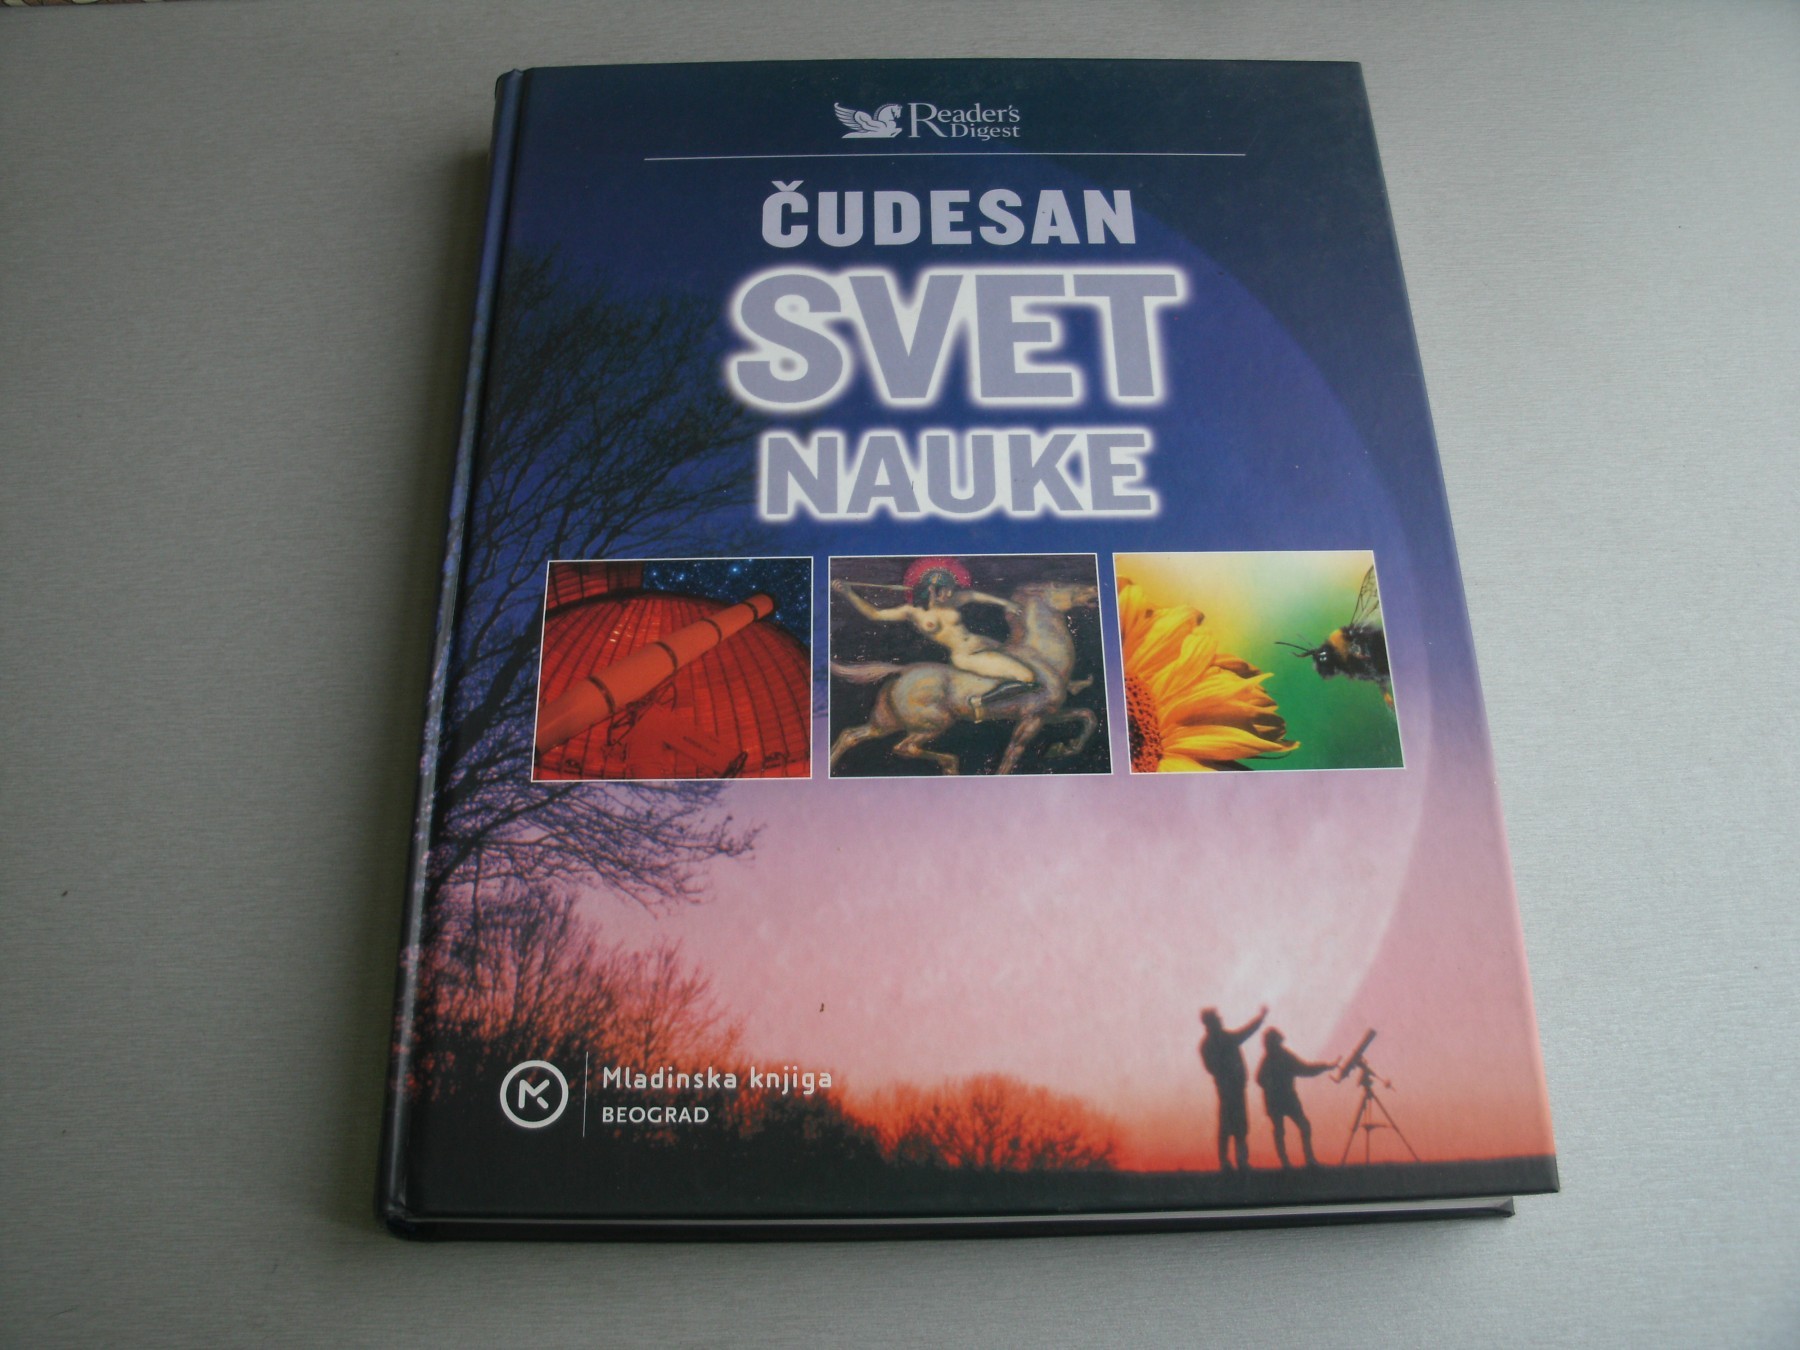 Reader's
Digest
ČUDESAN
SVET
NAUKE
Mladinska knjiga
BEOGRAD